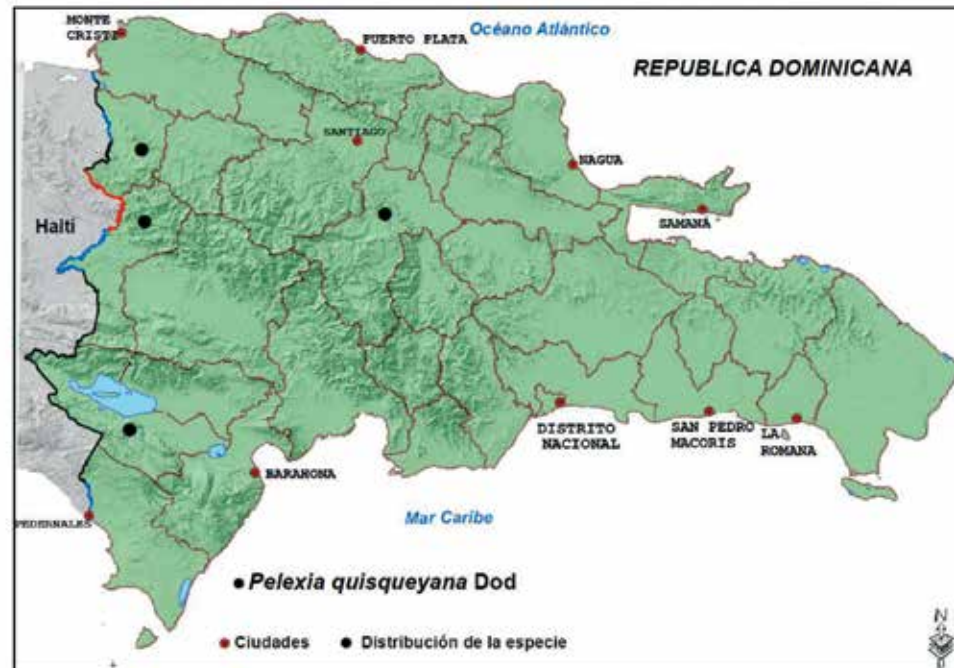 MONTE
CRISTI
Océano Atlántico
PUERTO PLATA
REPUBLICA DOMINICANA
SANTIAGO
NAGUA
Haití
SAMANÁ
DISTRITO
NACIONAL
SAN PEDRO
MACORIS
LA
ROMANA
BARAHONA
PEDERNALES
Mar Caribe
Pelexia quisqueyana Dod
Ciudades
Distribución de la especie
N